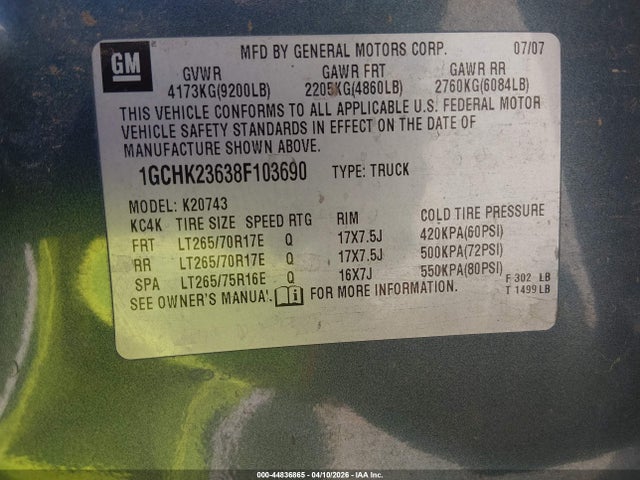 GM
MFD BY GENERAL MOTORS CORP. 07/07
GVWR GAWR FRT GAWR RR
4173KG(9200LB) 2205KG(4860LB) 2760KG(6084LB)
THIS VEHICLE CONFORMS TO ALL APPLICABLE U.S. FEDERAL MOTOR
VEHICLE SAFETY STANDARDS IN EFFECT ON THE DATE OF
MANUFACTURE SHOWN ABOVE.
1GCHK23638F103690 TYPE: TRUCK
MODEL: K20743
KC4K TIRE SIZE SPEED RTG RIM COLD TIRE PRESSURE
FRT LT265/70R17E Q 17X7.5J 420KPA(60PSI)
RR LT265/70R17E Q 17X7.5J 500KPA(72PSI)
SPA LT265/75R16E Q 16X7J 550KPA(80PSI)
F 302 LB
T 1499 LB
SEE OWNER'S MANUAL i FOR MORE INFORMATION.
000-44836865 - 04/10/2026 - IAA Inc.